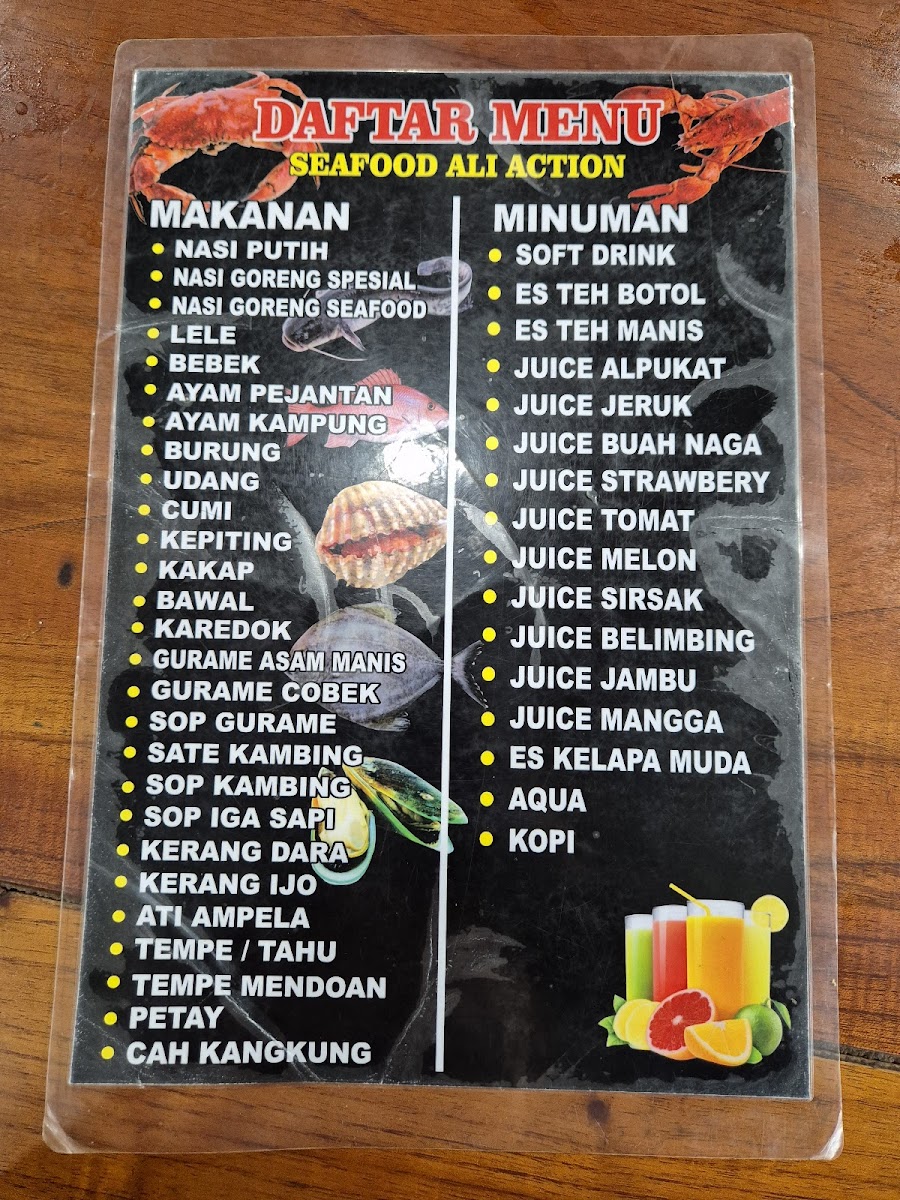 DAFTAR MENU
SEAFOOD ALI ACTION
MAKANAN
NASI PUTIH
NASI GORENG SPESIAL
NASI GORENG SEAFOOD
LELE
BEBEK
AYAM PEJANTAN
AYAM KAMPUNG
BURUNG
UDANG
CUMI
KEPITING
KAKAP
BAWAL
KAREDOK
GURAME ASAM MANIS
GURAME COBEK
SOP GURAME
SATE KAMBING
SOP KAMBING
SOP IGA SAPI
KERANG DARA
KERANG IJO
ATI AMPELA
TEMPE / TAHU
TEMPE MENDOAN
PETAY
CAH KANGKUNG
MINUMAN
SOFT DRINK
ES TEH BOTOL
ES TEH MANIS
JUICE ALPUKAT
JUICE JERUK
JUICE BUAH NAGA
JUICE STRAWBERY
JUICE TOMAT
JUICE MELON
JUICE SIRSAK
JUICE BELIMBING
JUICE JAMBU
JUICE MANGGA
ES KELAPA MUDA
AQUA
KOPI